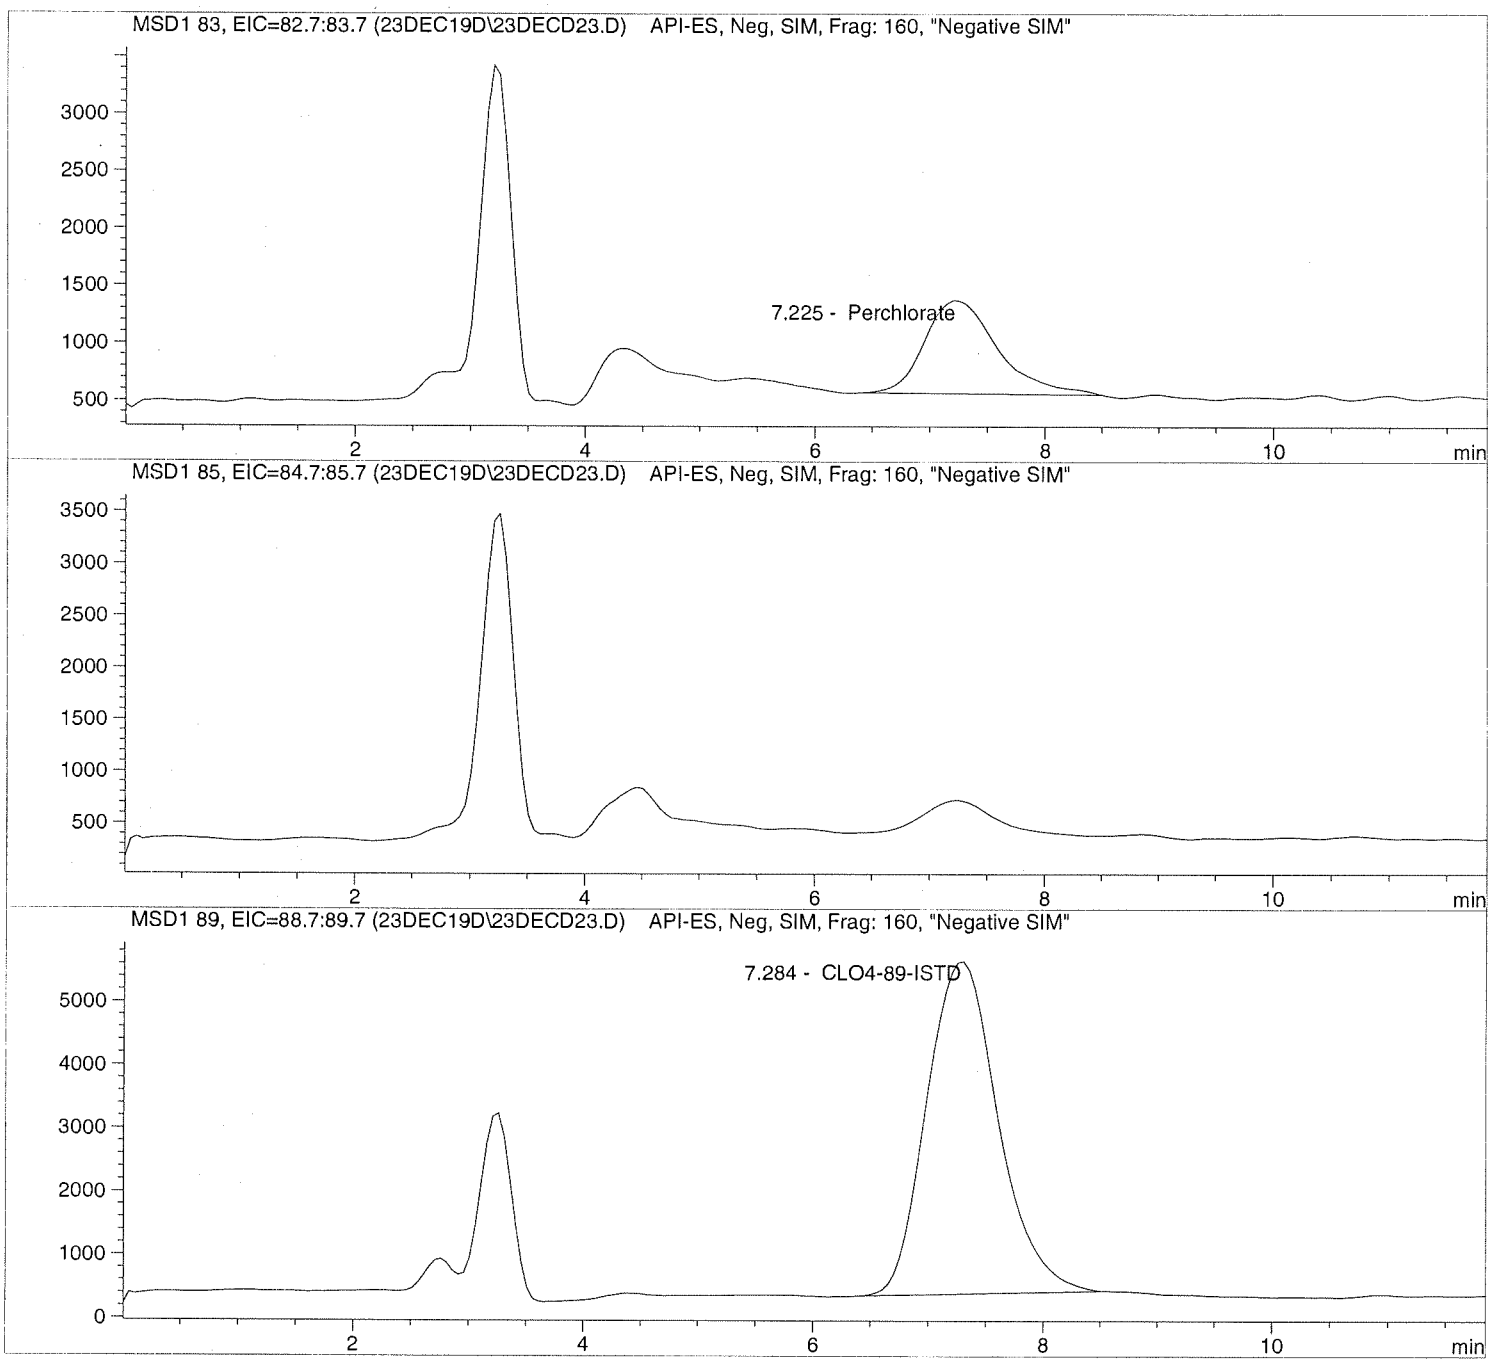 MSD1 83, EIC=82.7:83.7 (23DEC19D\23DECD23.D) API-ES, Neg, SIM, Frag: 160, "Negative SIM"
3000
2500
2000
1500
1000
500
7.225 - Perchlorate
2 4 6 8 10 min
MSD1 85, EIC=84.7:85.7 (23DEC19D\23DECD23.D) API-ES, Neg, SIM, Frag: 160, "Negative SIM"
3500
3000
2500
2000
1500
1000
500
2 4 6 8 10 min
MSD1 89, EIC=88.7:89.7 (23DEC19D\23DECD23.D) API-ES, Neg, SIM, Frag: 160, "Negative SIM"
7.284 - CLO4-89-ISTD
5000
4000
3000
2000
1000
0
2 4 6 8 10 min